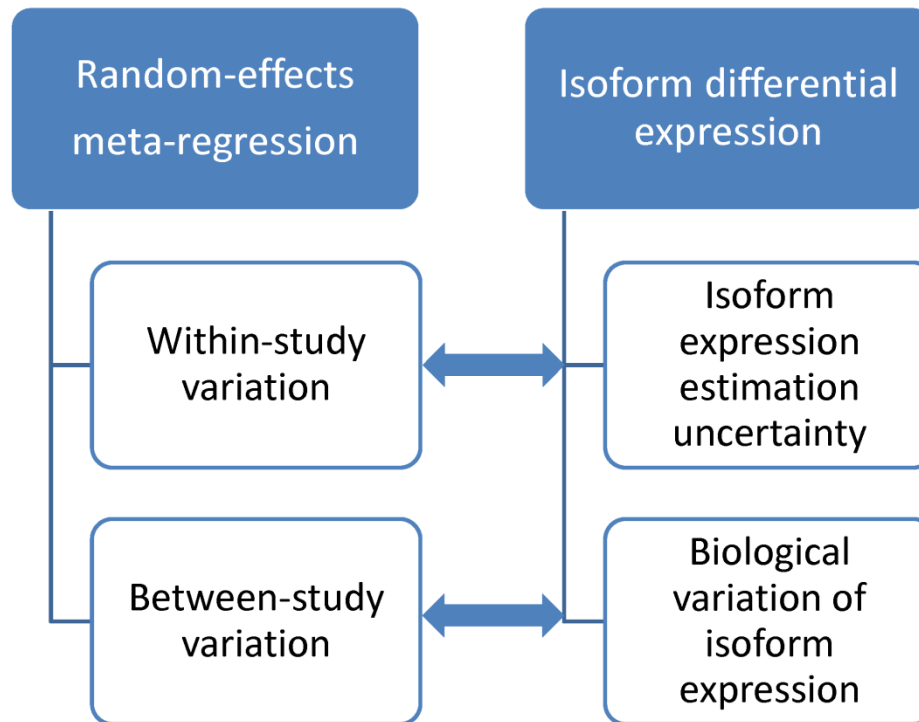 Random-effects
meta-regression
Isoform differential
expression
Within-study
variation
Isoform
expression
estimation
uncertainty
Between-study
variation
Biological
variation of
isoform
expression